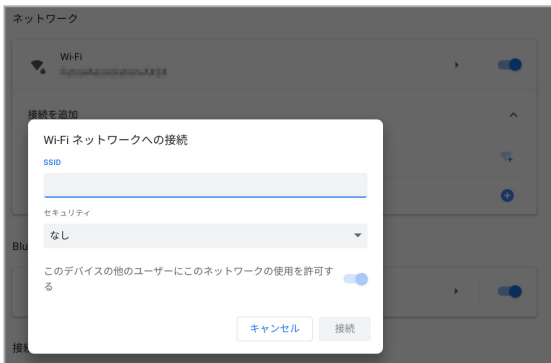 ネットワーク
Wi-Fi
接続を追加
Wi-Fi ネットワークへの接続
SSID
セキュリティ
なし
Blu
このデバイスの他のユーザーにこのネットワークの使用を許可す
る
キャンセル
接続
接続